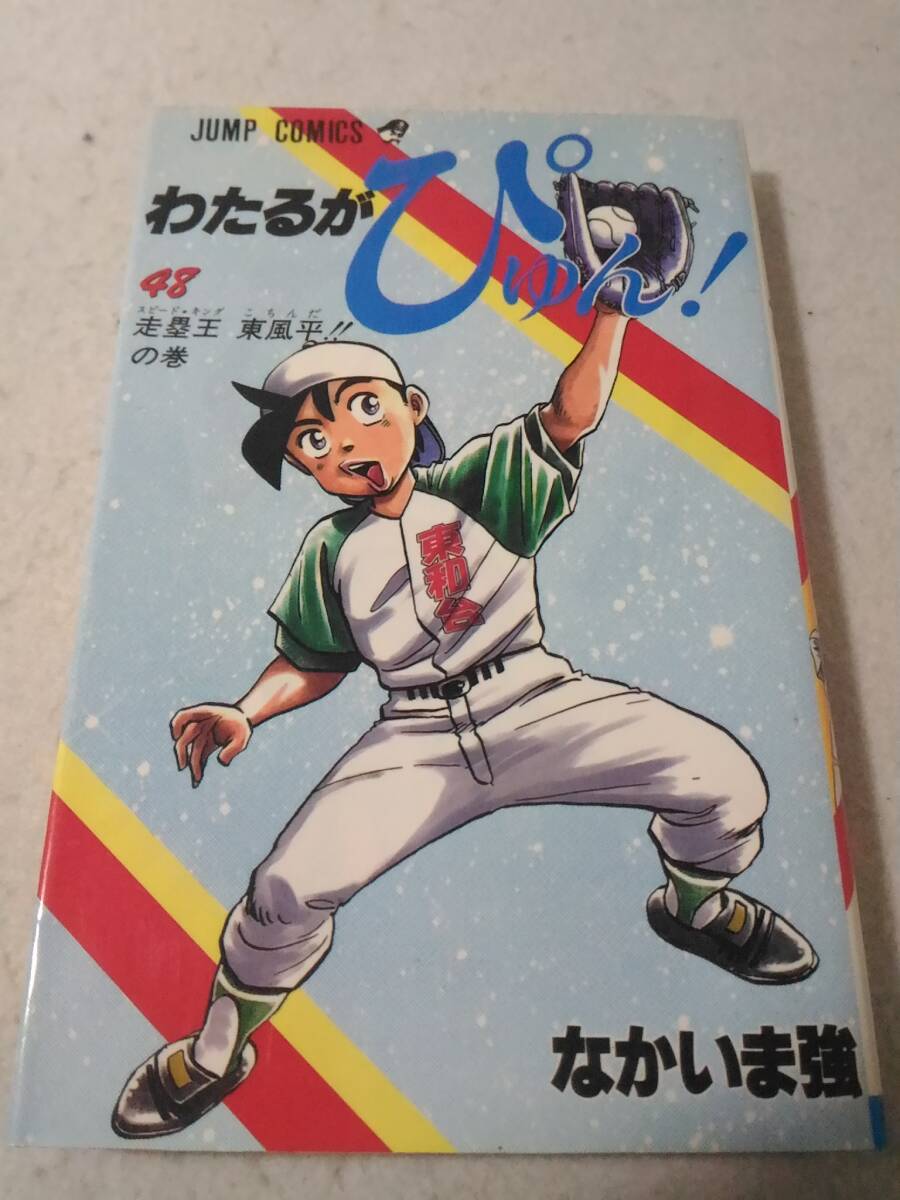 JUMP COMICS
わたるがぴゅん!
48
スピード・キング こちんだ
走塁王 東風平!!
の巻
東和台
なかいま強